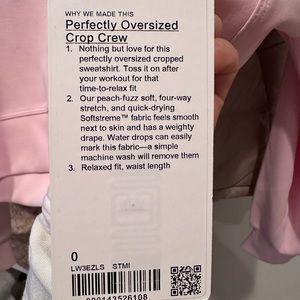 WHY WE MADE THIS
Perfectly Oversized
Crop Crew
1. Nothing but love for this
perfectly oversized cropped
sweatshirt. Toss it on after
your workout for that
time-to-relax fit
2. Our peach-fuzz soft, four-way
stretch, and quick-drying
Softstreme™ fabric feels smooth
next to skin and has a weighty
drape. Water drops can easily
mark this fabric—a simple
machine wash will remove them
3. Relaxed fit, waist length
0
LW3EZLS STMI